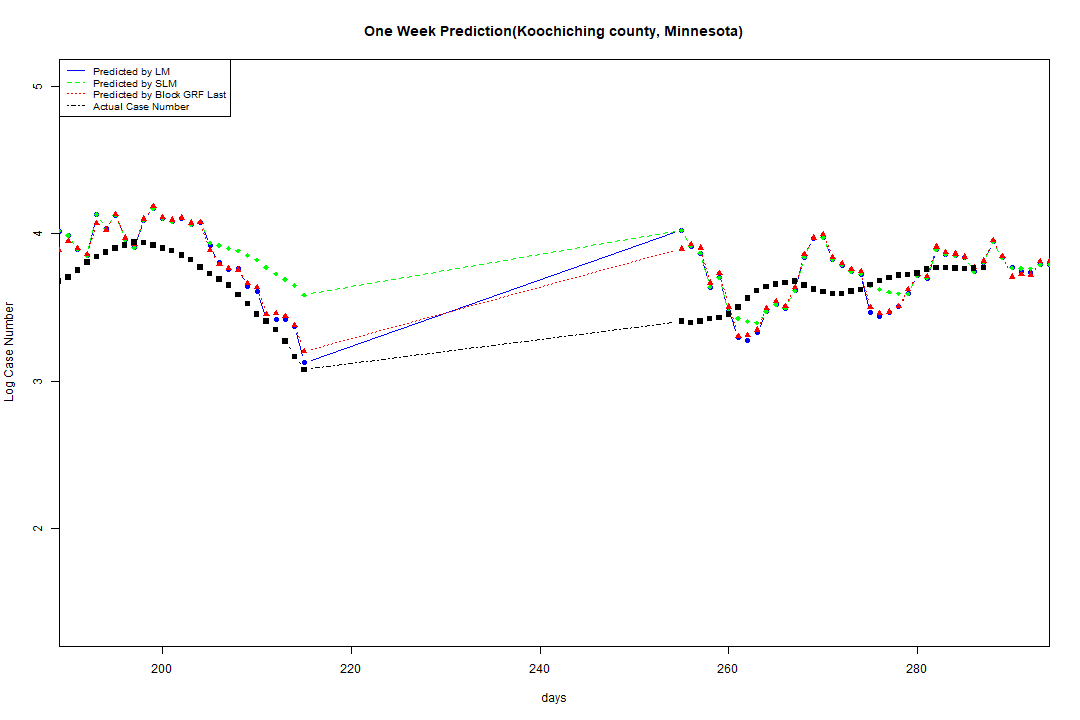 One Week Prediction(Koochiching county, Minnesota)
Predicted by LM
Predicted by SLM
Predicted by Block GRF Last
Actual Case Number
5
4
3
2
Log Case Number
200
220
240
260
280
days